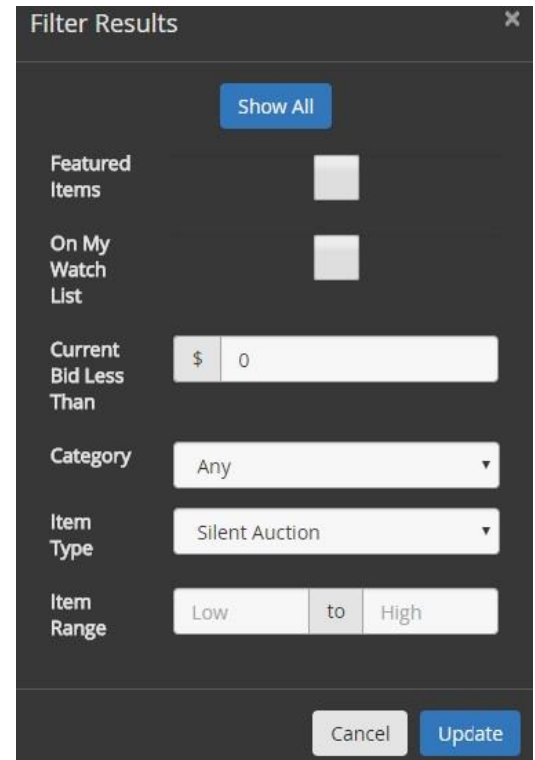 Filter Results ×
Show All
Featured
Items
On My
Watch
List
Current
Bid Less
Than
$ 0
Category
Any
Item
Type
Silent Auction
Item
Range
Low to High
Cancel Update